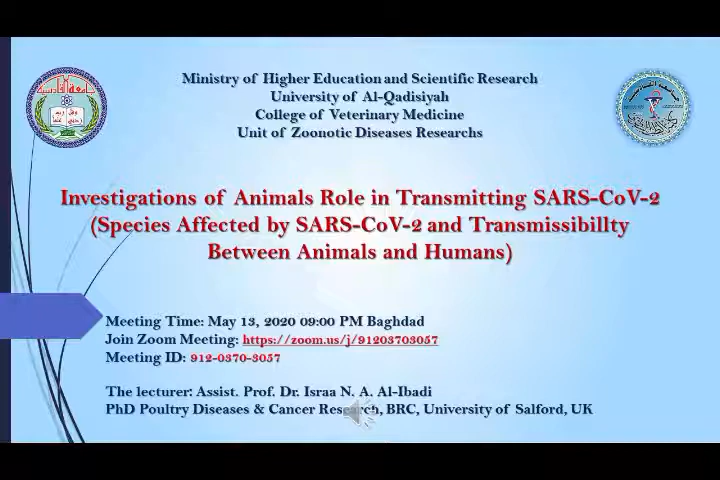 Ministry of Higher Education and Scientific Research
University of Al-Qadisiyah
College of Veterinary Medicine
Unit of Zoonotic Diseases Researchs
Investigations of Animals Role in Transmitting SARS-CoV-2
(Species Affected by SARS-CoV-2 and Transmissibillty
Between Animals and Humans)
Meeting Time: May 13, 2020 09:00 PM Baghdad
Join Zoom Meeting: https://zoom.us/j/91203703057
Meeting ID: 912-0370-3057
The lecturer: Assist. Prof. Dr. Israa N. A. Al-Ibadi
PhD Poultry Diseases & Cancer Research, BRC, University of Salford, UK